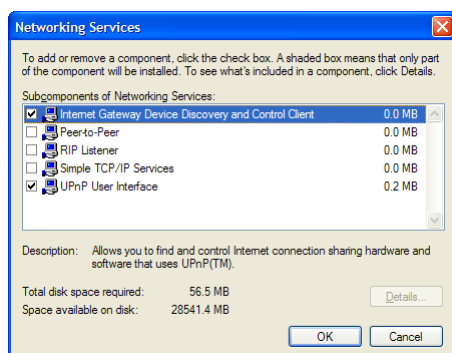 Networking Services
To add or remove a component, click the check box. A shaded box means that only part
of the component will be installed. To see what's included in a component, click Details.
Subcomponents of Networking Services:
Internet Gateway Device Discovery and Control Client 0.0 MB
Peer-to-Peer 0.0 MB
RIP Listener 0.0 MB
Simple TCP/IP Services 0.0 MB
UPnP User Interface 0.2 MB
Description: Allows you to find and control Internet connection sharing hardware and
software that uses UPnP(TM).
Total disk space required: 56.5 MB
Details...
Space available on disk: 28541.4 MB
OK Cancel